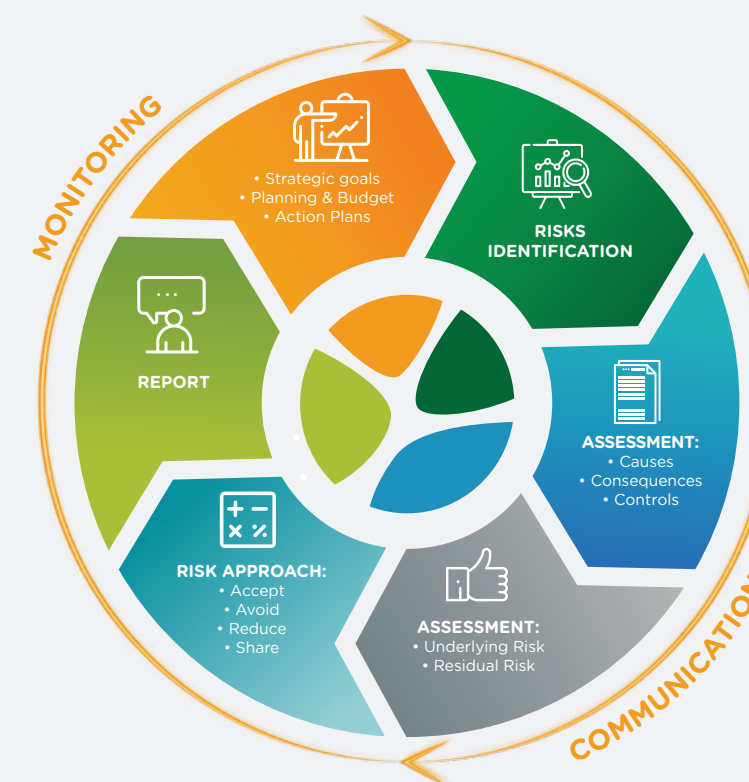 MONITORING
• Strategic goals
• Planning & Budget
• Action Plans
RISKS
IDENTIFICATION
ASSESSMENT:
• Causes
• Consequences
• Controls
ASSESSMENT:
• Underlying Risk
• Residual Risk
RISK APPROACH:
• Accept
• Avoid
• Reduce
• Share
REPORT
COMMUNICATION